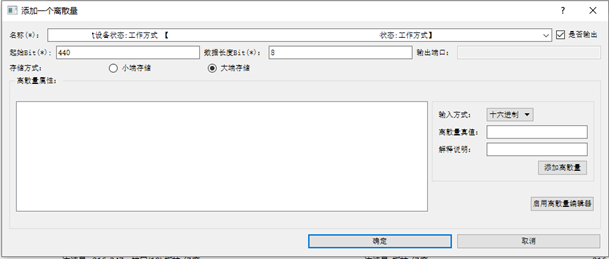 添加一个离散量
名称(*): t设备状态:工作方式 【 状态:工作方式】 是否输出
起始Bit(*): 440 数据长度Bit(*): 8 输出端口:
存储方式: 小端存储 大端存储
离散量属性:
输入方式: 十六进制
离散量真值:
解释说明:
添加离散量
启用离散量编辑器
确定 取消